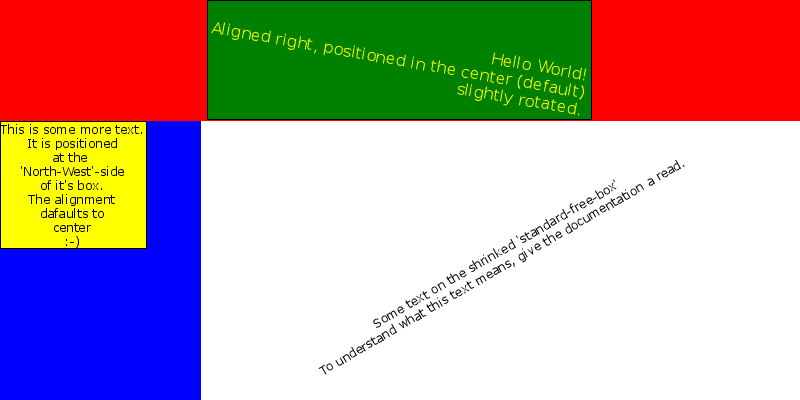 Hello World!
Aligned right, positioned in the center (default)
slightly rotated.
This is some more text.
It is positioned
at the
'North-West'-side
of it's box.
The alignment
dafaults to
center
:-)
Some text on the shrinked 'standard-free-box'
To understand what this text means, give the documentation a read.